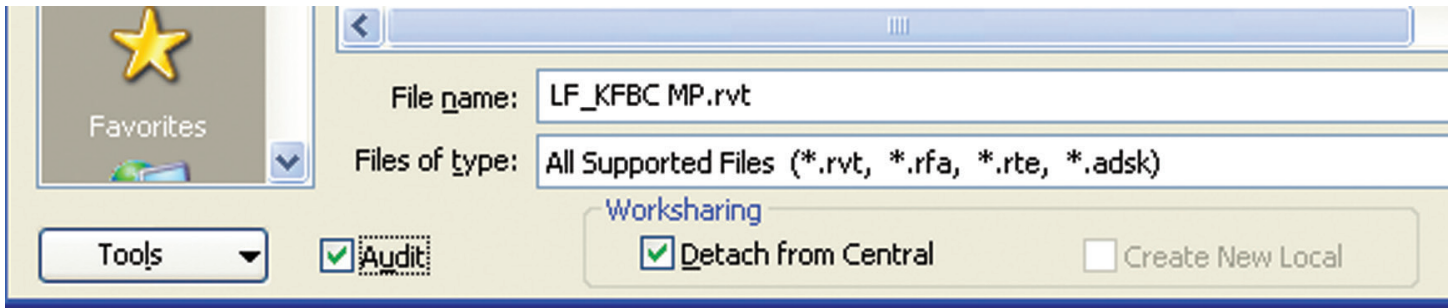 File name: LF_KFBC MP.rvt
Favorites
Files of type: All Supported Files (*.rvt, *.rfa, *.rte, *.adsk)
Worksharing
Tools Audit Detach from Central Create New Local